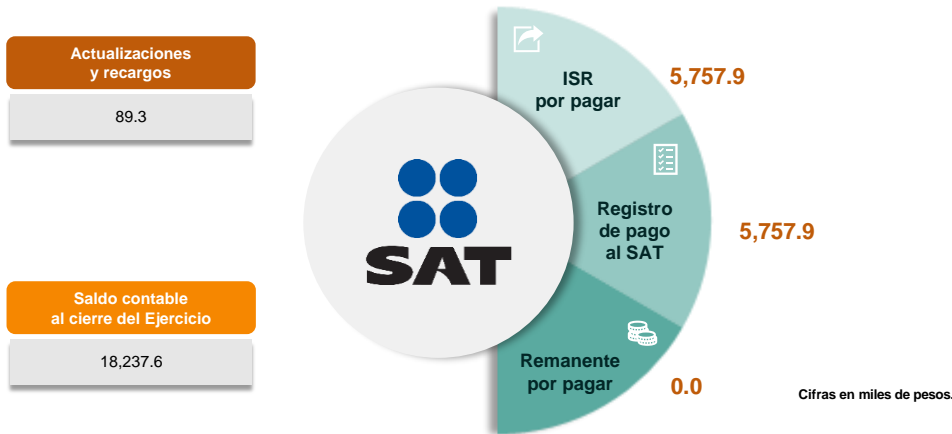 Actualizaciones
y recargos
89.3
Saldo contable
al cierre del Ejercicio
18,237.6
SAT
ISR
por pagar
5,757.9
Registro
de pago
al SAT
5,757.9
Remanente
por pagar
0.0
Cifras en miles de pesos.